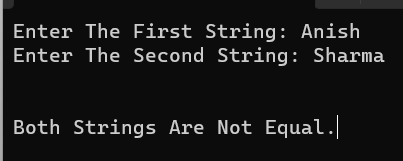 Enter The First String: Anish
Enter The Second String: Sharma
Both Strings Are Not Equal.